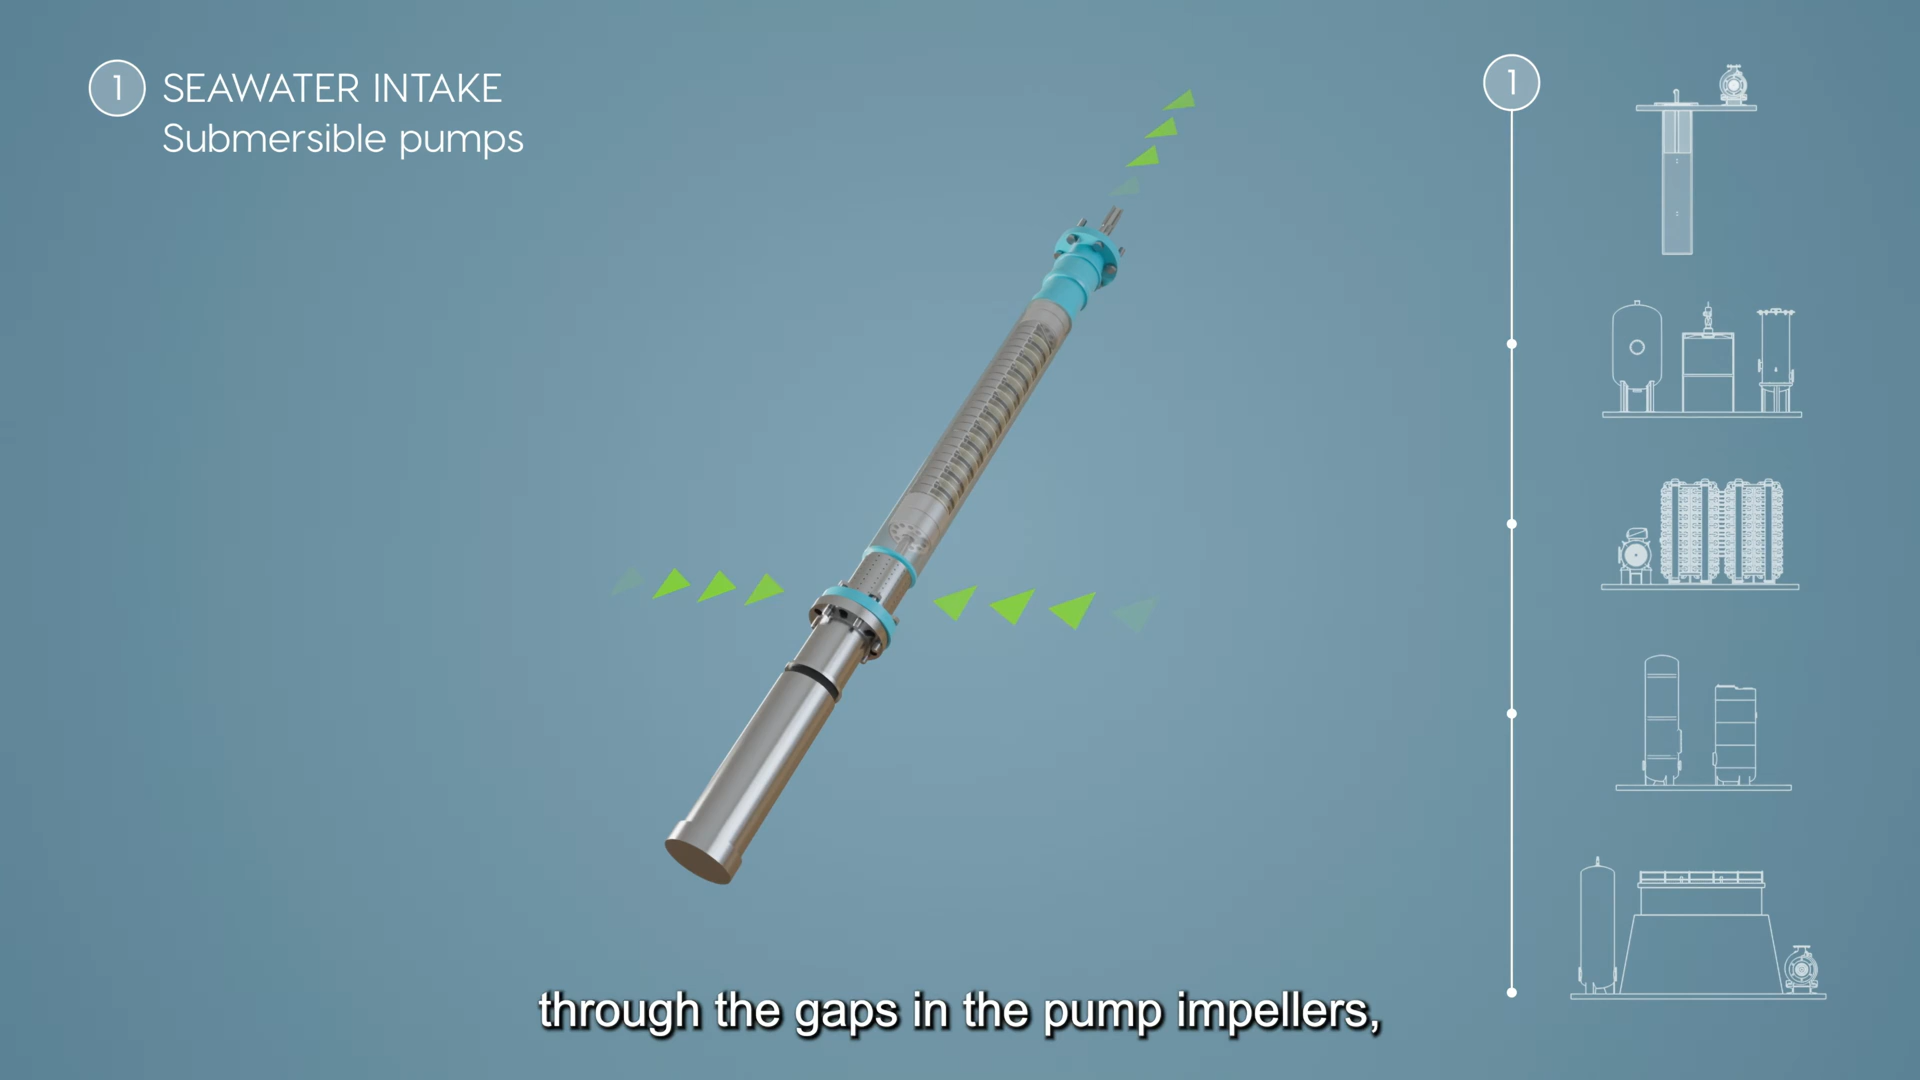 1 SEAWATER INTAKE
Submersible pumps
1
through the gaps in the pump impellers,